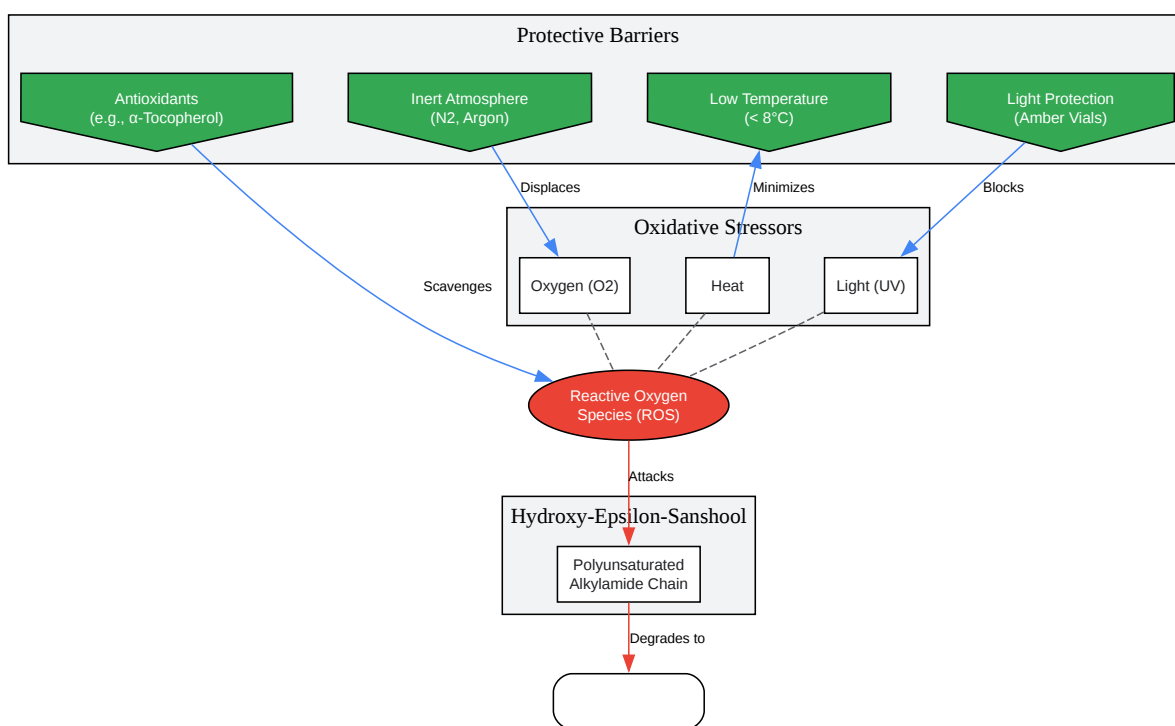 Protective Barriers
Antioxidants
(e.g., α-Tocopherol)
Inert Atmosphere
(N2, Argon)
Low Temperature
(< 8°C)
Light Protection
(Amber Vials)
Displaces
Minimizes
Blocks
Oxidative Stressors
Oxygen (O2)
Heat
Light (UV)
Scavenges
Reactive Oxygen
Species (ROS)
Attacks
Hydroxy-Epsilon-Sanshool
Polyunsaturated
Alkylamide Chain
Degrades to